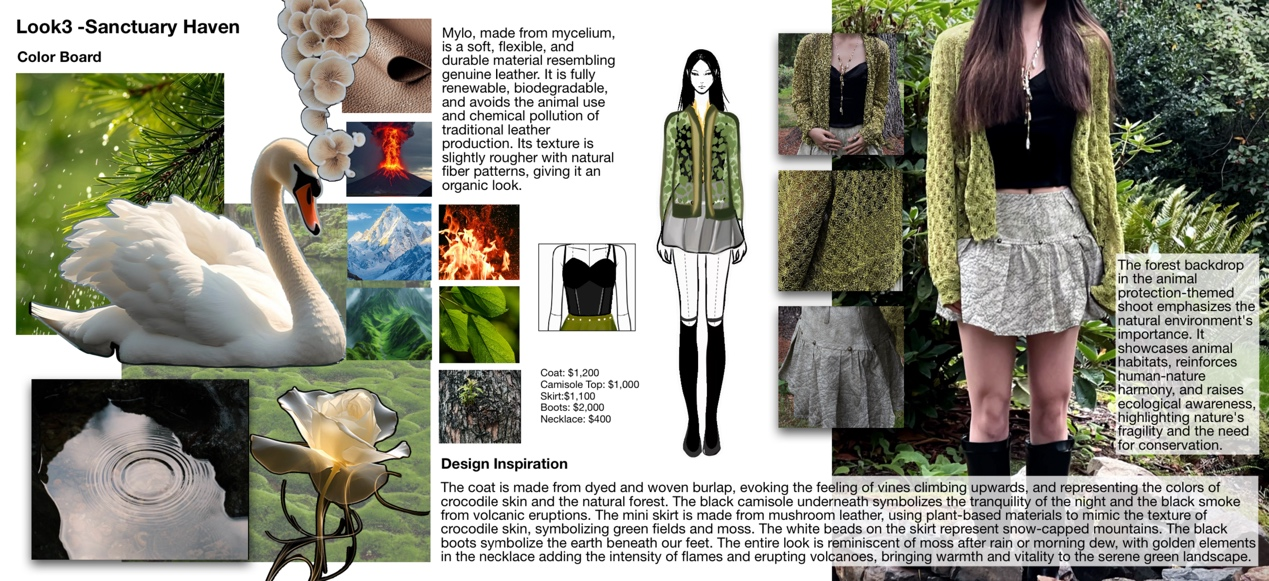 Look3 -Sanctuary Haven
Color Board
Mylo, made from mycelium,
is a soft, flexible, and
durable material resembling
genuine leather. It is fully
renewable, biodegradable,
and avoids the animal use
and chemical pollution of
traditional leather
production. Its texture is
slightly rougher with natural
fiber patterns, giving it an
organic look.
Coat: $1,200
Camisole Top: $1,000
Skirt:$1,100
Boots: $2,000
Necklace: $400
The forest backdrop
in the animal
protection-themed
shoot emphasizes the
natural environment's
importance. It
showcases animal
habitats, reinforces
human-nature
harmony, and raises
ecological awareness,
highlighting nature's
fragility and the need
for conservation.
Design Inspiration
The coat is made from dyed and woven burlap, evoking the feeling of vines climbing upwards, and representing the colors of
crocodile skin and the natural forest. The black camisole underneath symbolizes the tranquility of the night and the black smoke
from volcanic eruptions. The mini skirt is made from mushroom leather, using plant-based materials to mimic the texture of
crocodile skin, symbolizing green fields and moss. The white beads on the skirt represent snow-capped mountains. The black
boots symbolize the earth beneath our feet. The entire look is reminiscent of moss after rain or morning dew, with golden elements
in the necklace adding the intensity of flames and erupting volcanoes, bringing warmth and vitality to the serene green landscape.